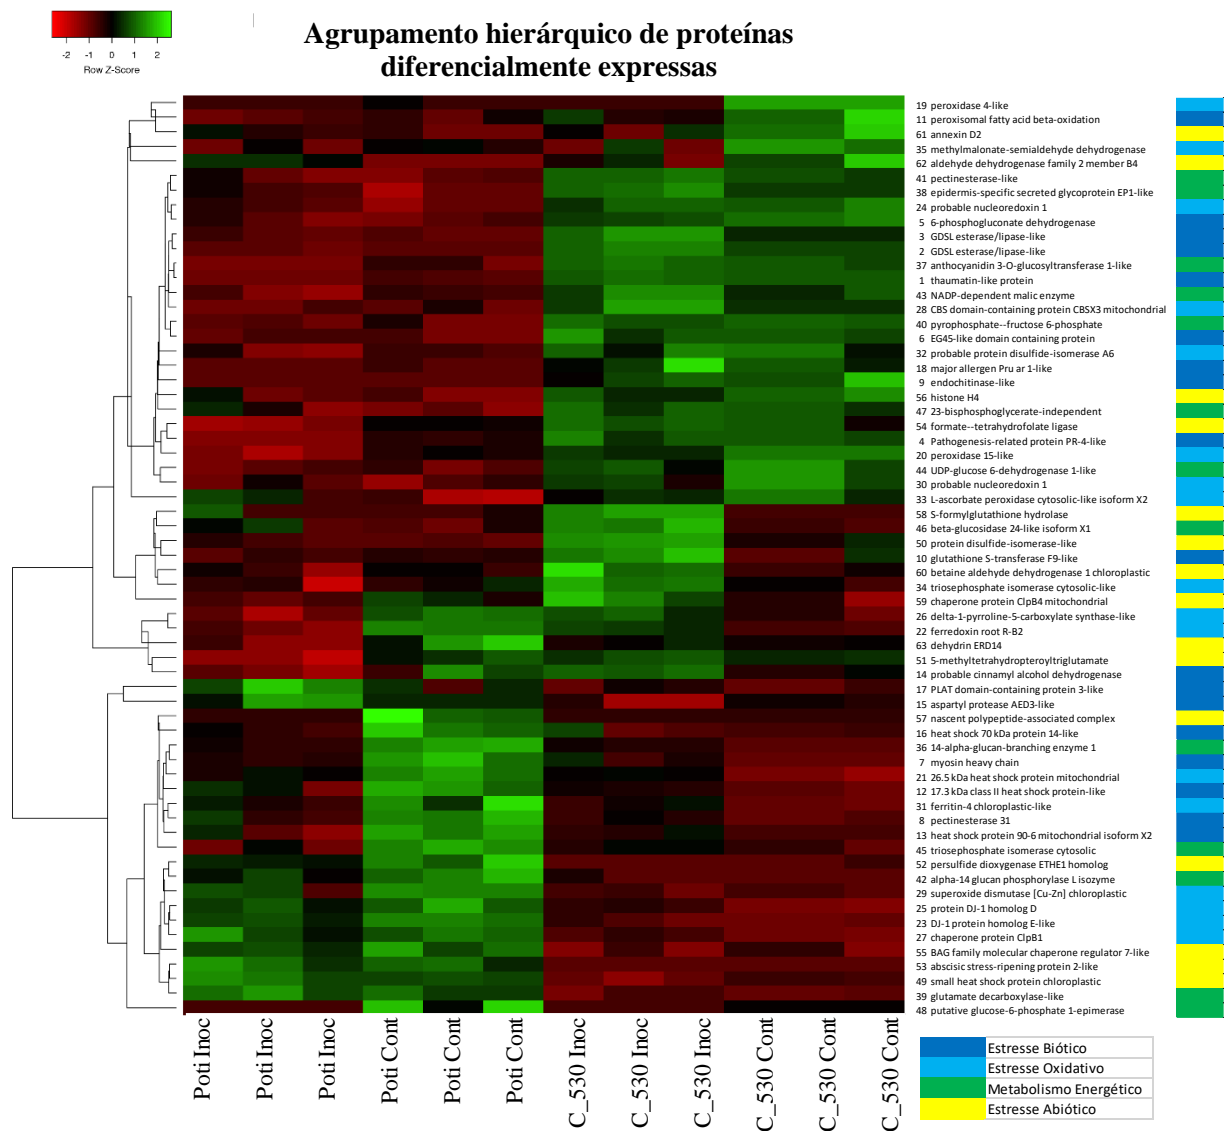 -2 -1 0 1 2
Row Z-Score
Agrupamento hierárquico de proteínas
diferencialmente expressas
19 peroxidase 4-like
11 peroxisomal fatty acid beta-oxidation
61 annexin D2
35 methylmalonate-semialdehyde dehydrogenase
62 aldehyde dehydrogenase family 2 member B4
41 pectinesterase-like
38 epidermis-specific secreted glycoprotein EP1-like
24 probable nucleoredoxin 1
5 6-phosphogluconate dehydrogenase
3 GDSL esterase/lipase-like
2 GDSL esterase/lipase-like
37 anthocyanidin 3-O-glucosyltransferase 1-like
1 thaumatin-like protein
43 NADP-dependent malic enzyme
28 CBS domain-containing protein CBSX3 mitochondrial
40 pyrophosphate--fructose 6-phosphate
6 EG45-like domain containing protein
32 probable protein disulfide-isomerase A6
18 major allergen Pru ar 1-like
9 endochitinase-like
56 histone H4
47 23-bisphosphoglycerate-independent
54 formate--tetrahydrofolate ligase
4 Pathogenesis-related protein PR-4-like
20 peroxidase 15-like
44 UDP-glucose 6-dehydrogenase 1-like
30 probable nucleoredoxin 1
33 L-ascorbate peroxidase cytosolic-like isoform X2
58 S-formylglutathione hydrolase
46 beta-glucosidase 24-like isoform X1
50 protein disulfide-isomerase-like
10 glutathione S-transferase F9-like
60 betaine aldehyde dehydrogenase 1 chloroplastic
34 triosephosphate isomerase cytosolic-like
59 chaperone protein ClpB4 mitochondrial
26 delta-1-pyrroline-5-carboxylate synthase-like
22 ferredoxin root R-B2
63 dehydrin ERD14
51 5-methyltetrahydropteroyltriglutamate
14 probable cinnamyl alcohol dehydrogenase
17 PLAT domain-containing protein 3-like
15 aspartyl protease AED3-like
57 nascent polypeptide-associated complex
16 heat shock 70 kDa protein 14-like
36 14-alpha-glucan-branching enzyme 1
7 myosin heavy chain
21 26.5 kDa heat shock protein mitochondrial
12 17.3 kDa class II heat shock protein-like
31 ferritin-4 chloroplastic-like
8 pectinesterase 31
13 heat shock protein 90-6 mitochondrial isoform X2
45 triosephosphate isomerase cytosolic
52 persulfide dioxygenase ETHE1 homolog
42 alpha-14 glucan phosphorylase L isozyme
29 superoxide dismutase [Cu-Zn] chloroplastic
25 protein DJ-1 homolog D
23 DJ-1 protein homolog E-like
27 chaperone protein ClpB1
55 BAG family molecular chaperone regulator 7-like
53 abscisic stress-ripening protein 2-like
49 small heat shock protein chloroplastic
39 glutamate decarboxylase-like
48 putative glucose-6-phosphate 1-epimerase
Poti Inoc
Poti Inoc
Poti Inoc
Poti Cont
Poti Cont
Poti Cont
C_530 Inoc
C_530 Inoc
C_530 Inoc
C_530 Cont
C_530 Cont
C_530 Cont
Estresse Biótico
Estresse Oxidativo
Metabolismo Energético
Estresse Abiótico